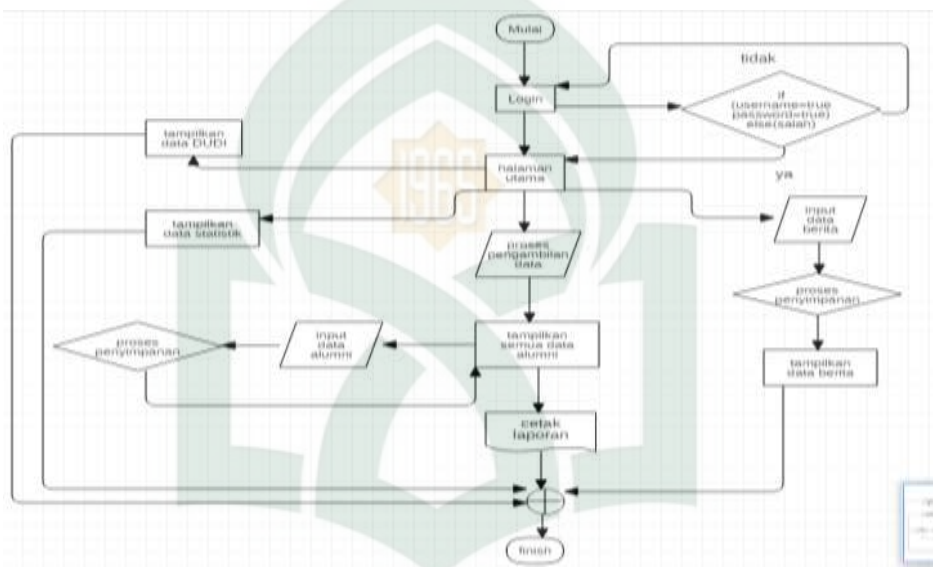 Mulai
tidak
Login
if
(username=true
password=true)
else(salah)
tampilkan
data DUDI
1965
halaman
utama
ya
input
data
berita
tampilkan
data statistik
proses
pengambilan
data
proses
penyimpanan
proses
penyimpanan
input
data
alumni
tampilkan
semua data
alumni
tampilkan
data berita
cetak
laporan
finish